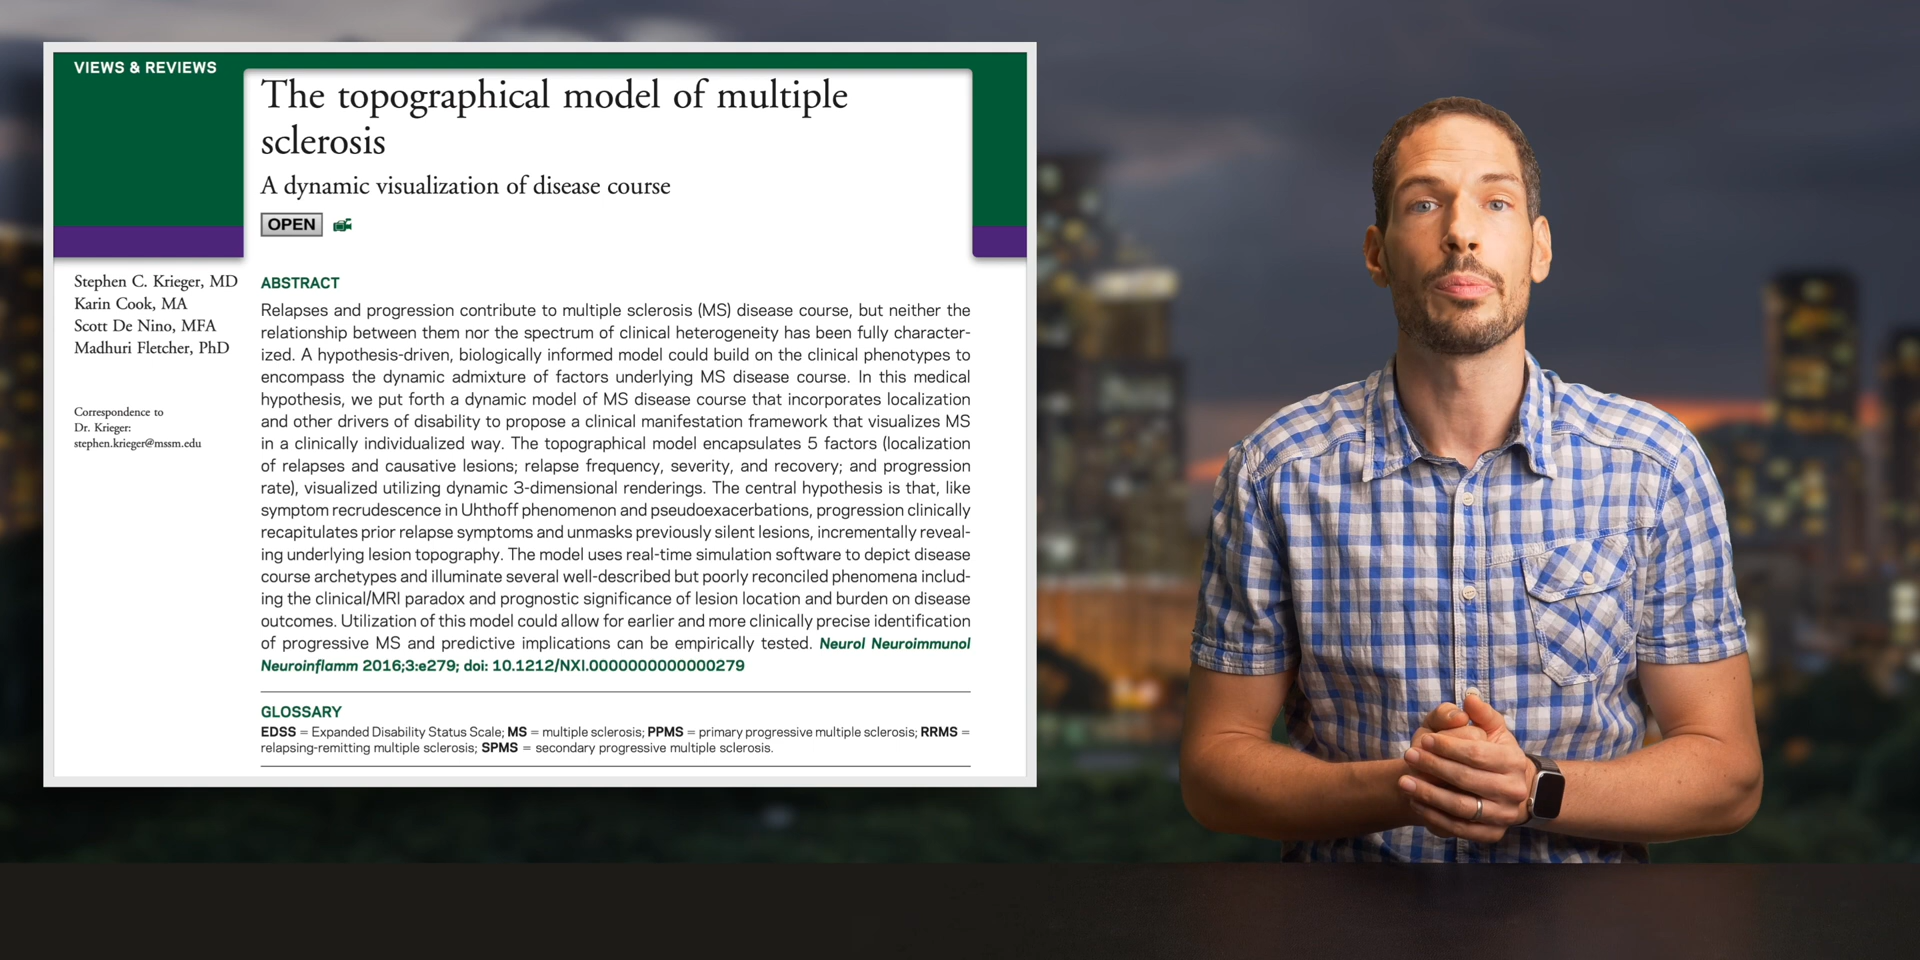 VIEWS & REVIEWS
The topographical model of multiple
sclerosis
A dynamic visualization of disease course
OPEN
Stephen C. Krieger, MD
Karin Cook, MA
Scott De Nino, MFA
Madhuri Fletcher, PhD
Correspondence to
Dr. Krieger:
stephen.krieger@mssm.edu
ABSTRACT
Relapses and progression contribute to multiple sclerosis (MS) disease course, but neither the
relationship between them nor the spectrum of clinical heterogeneity has been fully character-
ized. A hypothesis-driven, biologically informed model could build on the clinical phenotypes to
encompass the dynamic admixture of factors underlying MS disease course. In this medical
hypothesis, we put forth a dynamic model of MS disease course that incorporates localization
and other drivers of disability to propose a clinical manifestation framework that visualizes MS
in a clinically individualized way. The topographical model encapsulates 5 factors (localization
of relapses and causative lesions; relapse frequency, severity, and recovery; and progression
rate), visualized utilizing dynamic 3-dimensional renderings. The central hypothesis is that, like
symptom recrudescence in Uhthoff phenomenon and pseudoexacerbations, progression clinically
recapitulates prior relapse symptoms and unmasks previously silent lesions, incrementally reveal-
ing underlying lesion topography. The model uses real-time simulation software to depict disease
course archetypes and illuminate several well-described but poorly reconciled phenomena includ-
ing the clinical/MRI paradox and prognostic significance of lesion location and burden on disease
outcomes. Utilization of this model could allow for earlier and more clinically precise identification
of progressive MS and predictive implications can be empirically tested. Neurol Neuroimmunol
Neuroinflamm 2016;3:e279; doi: 10.1212/NXI.0000000000000279
GLOSSARY
EDSS = Expanded Disability Status Scale; MS = multiple sclerosis; PPMS = primary progressive multiple sclerosis; RRMS =
relapsing-remitting multiple sclerosis; SPMS = secondary progressive multiple sclerosis.